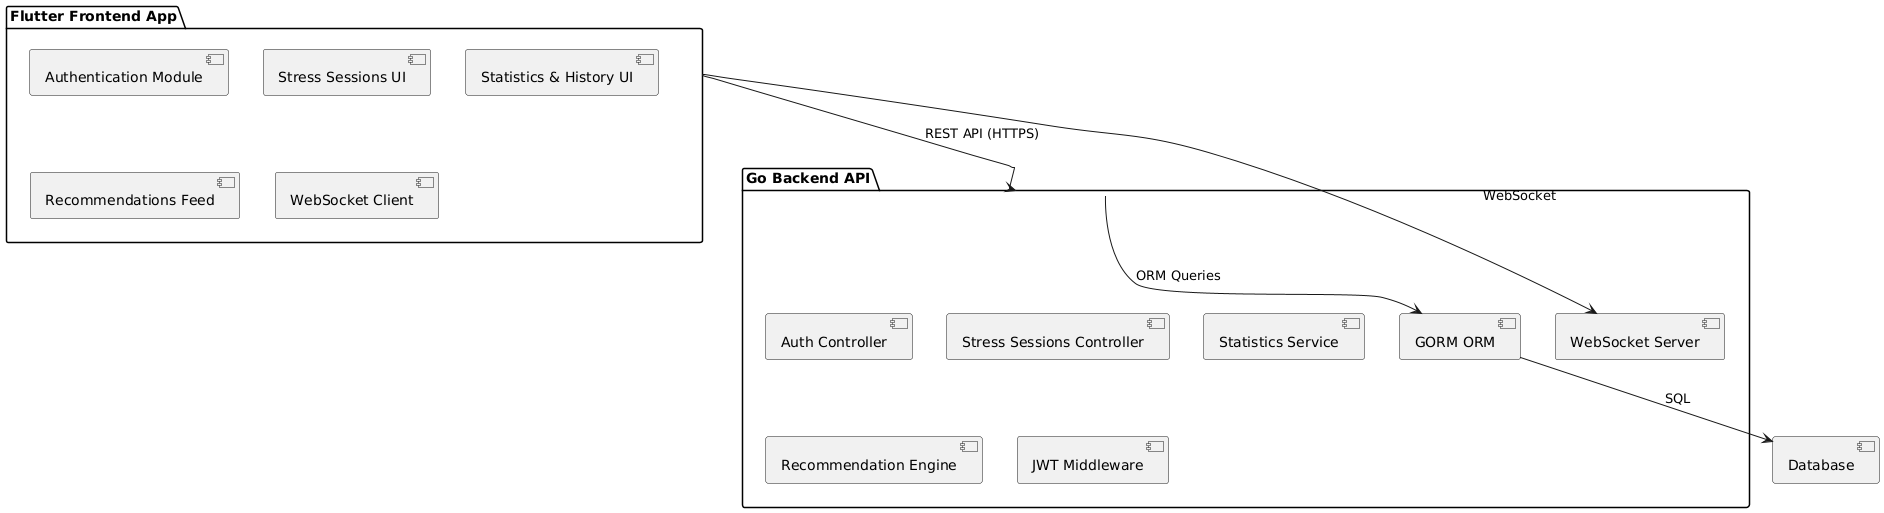 Flutter Frontend App
Authentication Module
Stress Sessions UI
Statistics & History UI
Recommendations Feed
WebSocket Client
REST API (HTTPS)
WebSocket
Go Backend API
ORM Queries
Auth Controller
Stress Sessions Controller
Statistics Service
GORM ORM
WebSocket Server
SQL
Recommendation Engine
JWT Middleware
Database